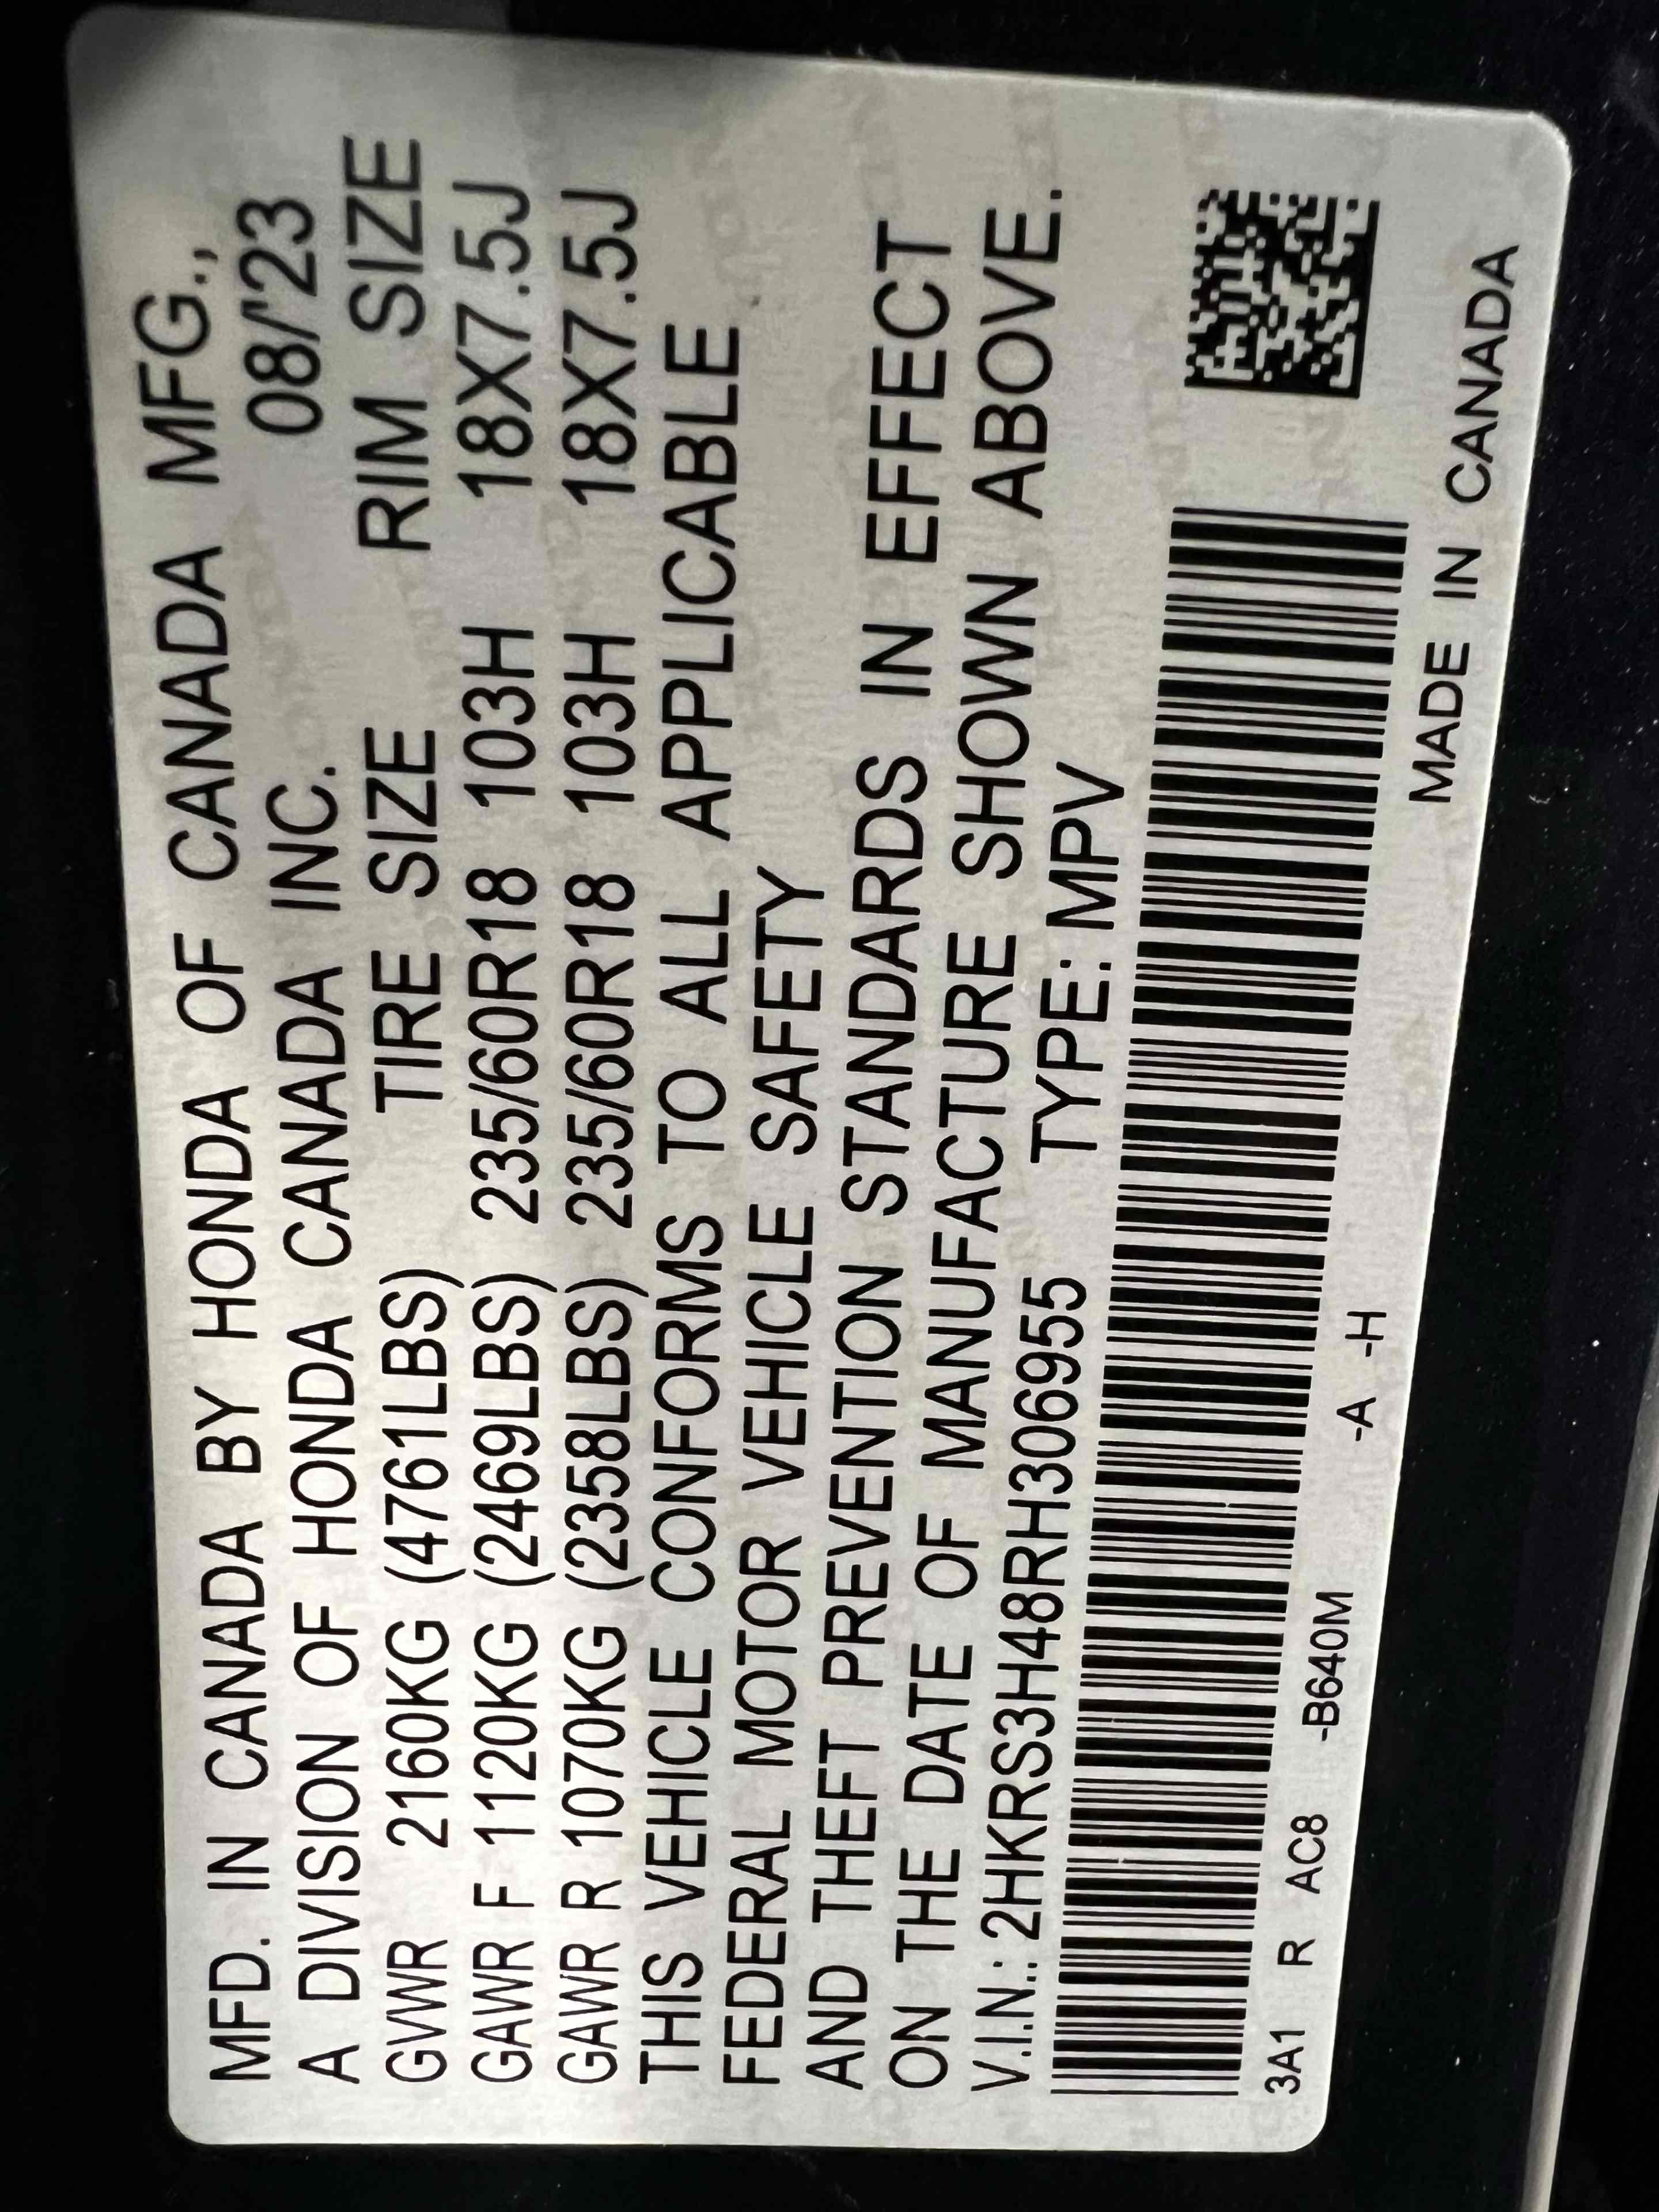 MFD. IN CANADA BY HONDA OF CANADA MFG.,
A DIVISION OF HONDA CANADA INC. 08/'23
TIRE SIZE RIM SIZE
GVWR 2160KG (4761LBS)
GAWR F 1120KG (2469LBS) 235/60R18 103H 18X7.5J
GAWR R 1070KG (2358LBS) 235/60R18 103H 18X7.5J
THIS VEHICLE CONFORMS TO ALL APPLICABLE
FEDERAL MOTOR VEHICLE SAFETY
AND THEFT PREVENTION STANDARDS IN EFFECT
ON THE DATE OF MANUFACTURE SHOWN ABOVE.
V.I.N.: 2HKRS3H48RH306955 TYPE: MPV
3A1 R AC8 -B640M -A -H MADE IN CANADA